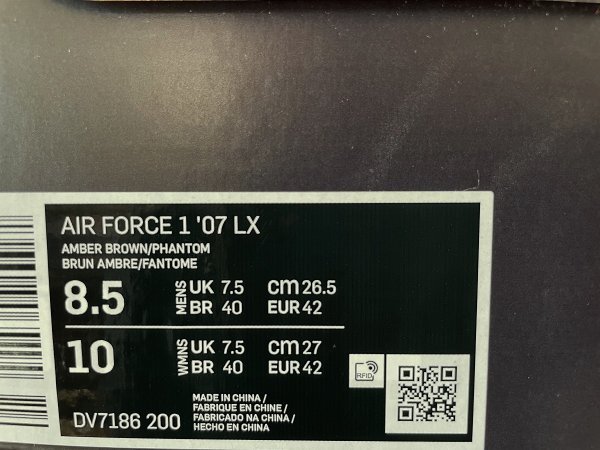 AIR FORCE 1 '07 LX
AMBER BROWN/PHANTOM
BRUN AMBRE/FANTOME
8.5 MENS UK 7.5 CM 26.5
BR 40 EUR 42
10 WMNS UK 7.5 CM 27
BR 40 EUR 42
RFID
MADE IN CHINA /
FABRIQUE EN CHINE /
FABRICADO NA CHINA /
HECHO EN CHINA
DV7186 200